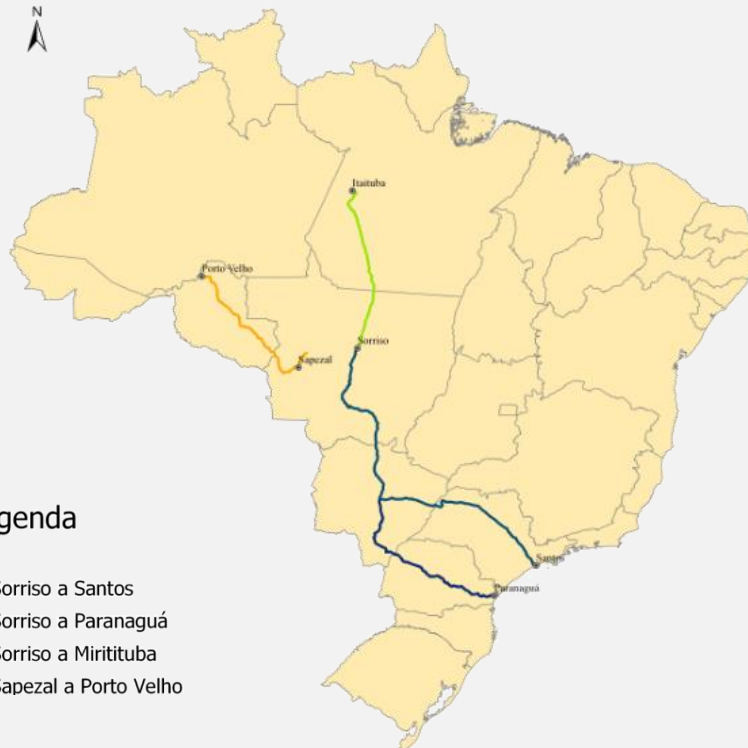 N
Itaituba
Porto Velho
Sorriso
Sapezal
genda
Santos
Paranaguá
Sorriso a Santos
Sorriso a Paranaguá
Sorriso a Miritituba
Sapezal a Porto Velho